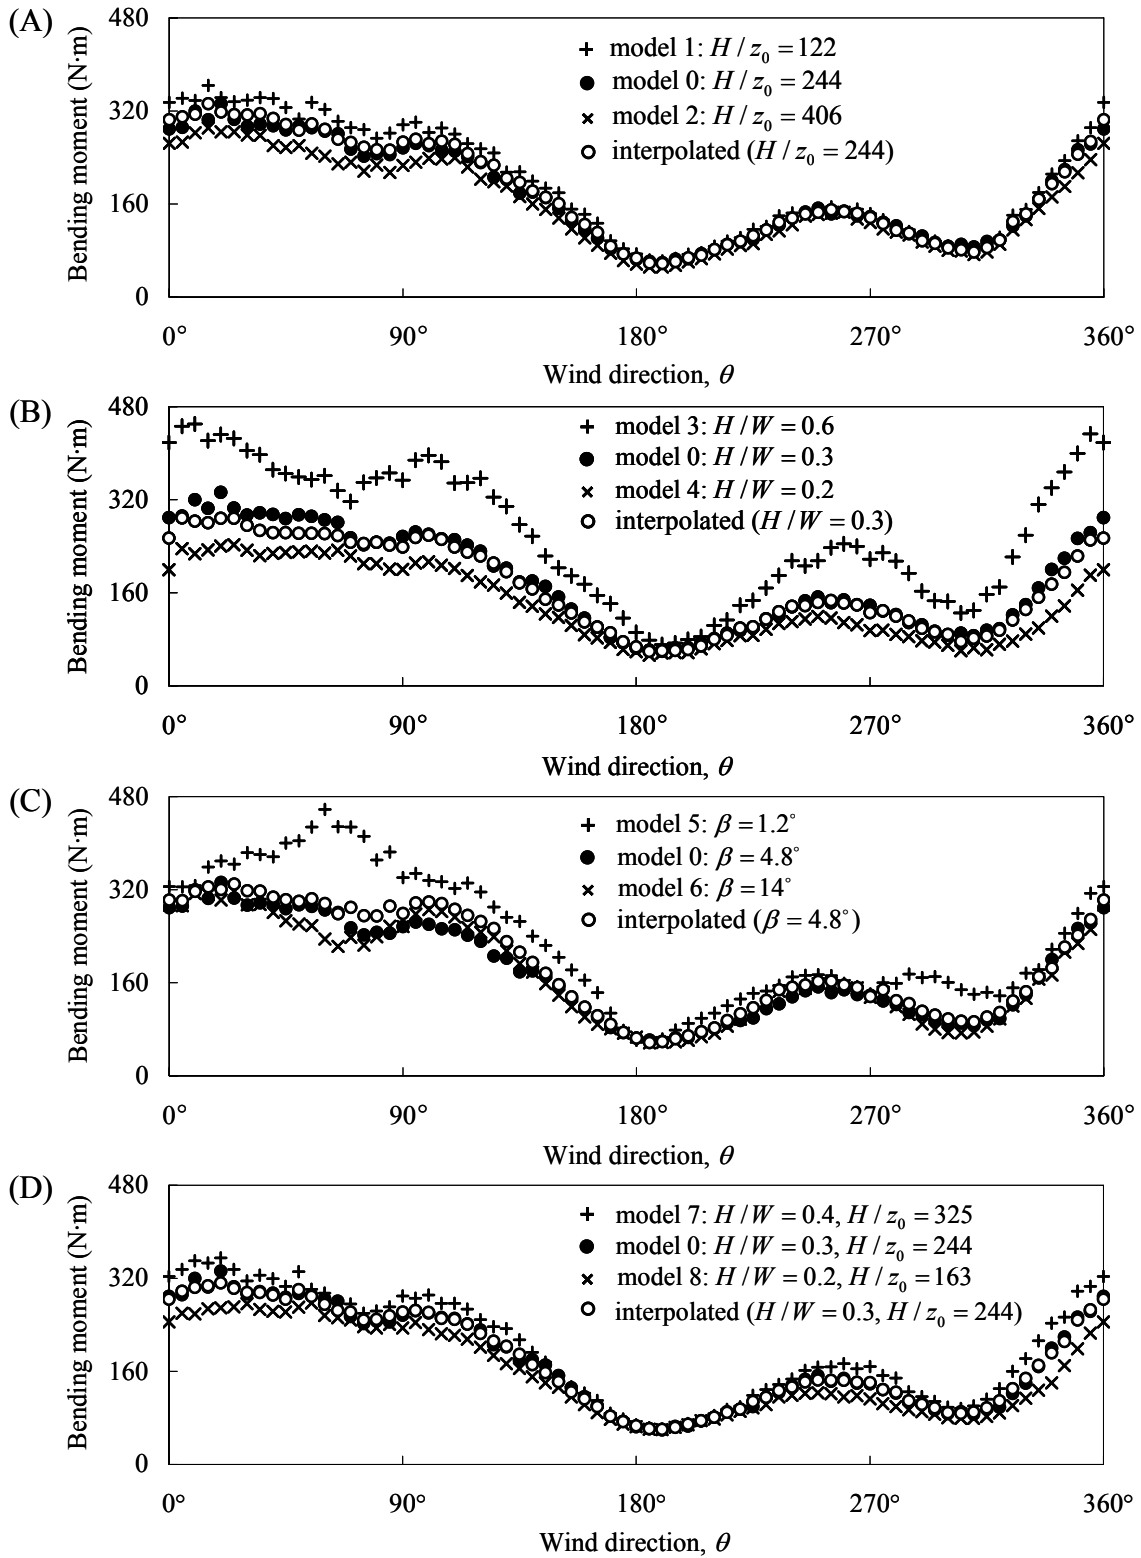 (A)
Bending moment (N·m)
480
320
160
0
model 1: H / z0 = 122
model 0: H / z0 = 244
model 2: H / z0 = 406
interpolated (H / z0 = 244)
0° 90° 180° 270° 360°
Wind direction, θ
(B)
Bending moment (N·m)
480
320
160
0
model 3: H / W = 0.6
model 0: H / W = 0.3
model 4: H / W = 0.2
interpolated (H / W = 0.3)
0° 90° 180° 270° 360°
Wind direction, θ
(C)
Bending moment (N·m)
480
320
160
0
model 5: β = 1.2°
model 0: β = 4.8°
model 6: β = 14°
interpolated (β = 4.8°)
0° 90° 180° 270° 360°
Wind direction, θ
(D)
Bending moment (N·m)
480
320
160
0
model 7: H / W = 0.4, H / z0 = 325
model 0: H / W = 0.3, H / z0 = 244
model 8: H / W = 0.2, H / z0 = 163
interpolated (H / W = 0.3, H / z0 = 244)
0° 90° 180° 270° 360°
Wind direction, θ